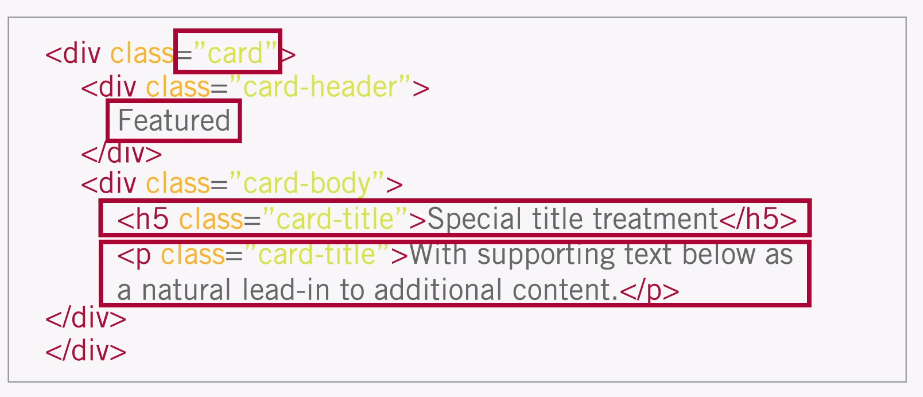 <div class=”card”>
<div class=”card-header”>
Featured
</div>
<div class=”card-body”>
<h5 class=”card-title”>Special title treatment</h5>
<p class=”card-title”>With supporting text below as
a natural lead-in to additional content.</p>
</div>
</div>